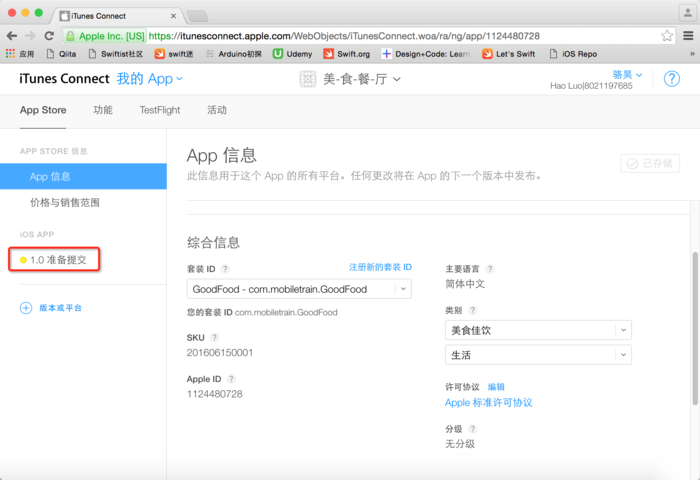 iTunes Connect
Apple Inc. [US] https://itunesconnect.apple.com/WebObjects/iTunesConnect.woa/ra/ng/app/1124480728
应用 Qiita Swiftist社区 swift迷 Arduino初探 Udemy Swift.org Design+Code: Learn Let's Swift iOS Repo »
iTunes Connect 我的 App 美-食-餐-厅 骆昊 ?
Hao Luo|8021197685
App Store 功能 TestFlight 活动
APP STORE 信息
App 信息
价格与销售范围
iOS APP
1.0 准备提交
版本或平台
App 信息
此信息用于这个 App 的所有平台。任何更改将在 App 的下一个版本中发布。
已存储
综合信息
套装 ID ? 注册新的套装 ID
GoodFood - com.mobiletrain.GoodFood
您的套装 ID com.mobiletrain.GoodFood
SKU ?
201606150001
Apple ID ?
1124480728
主要语言 ?
简体中文
类别 ?
美食佳饮
生活
许可协议 编辑
Apple 标准许可协议
分级 ?
无分级